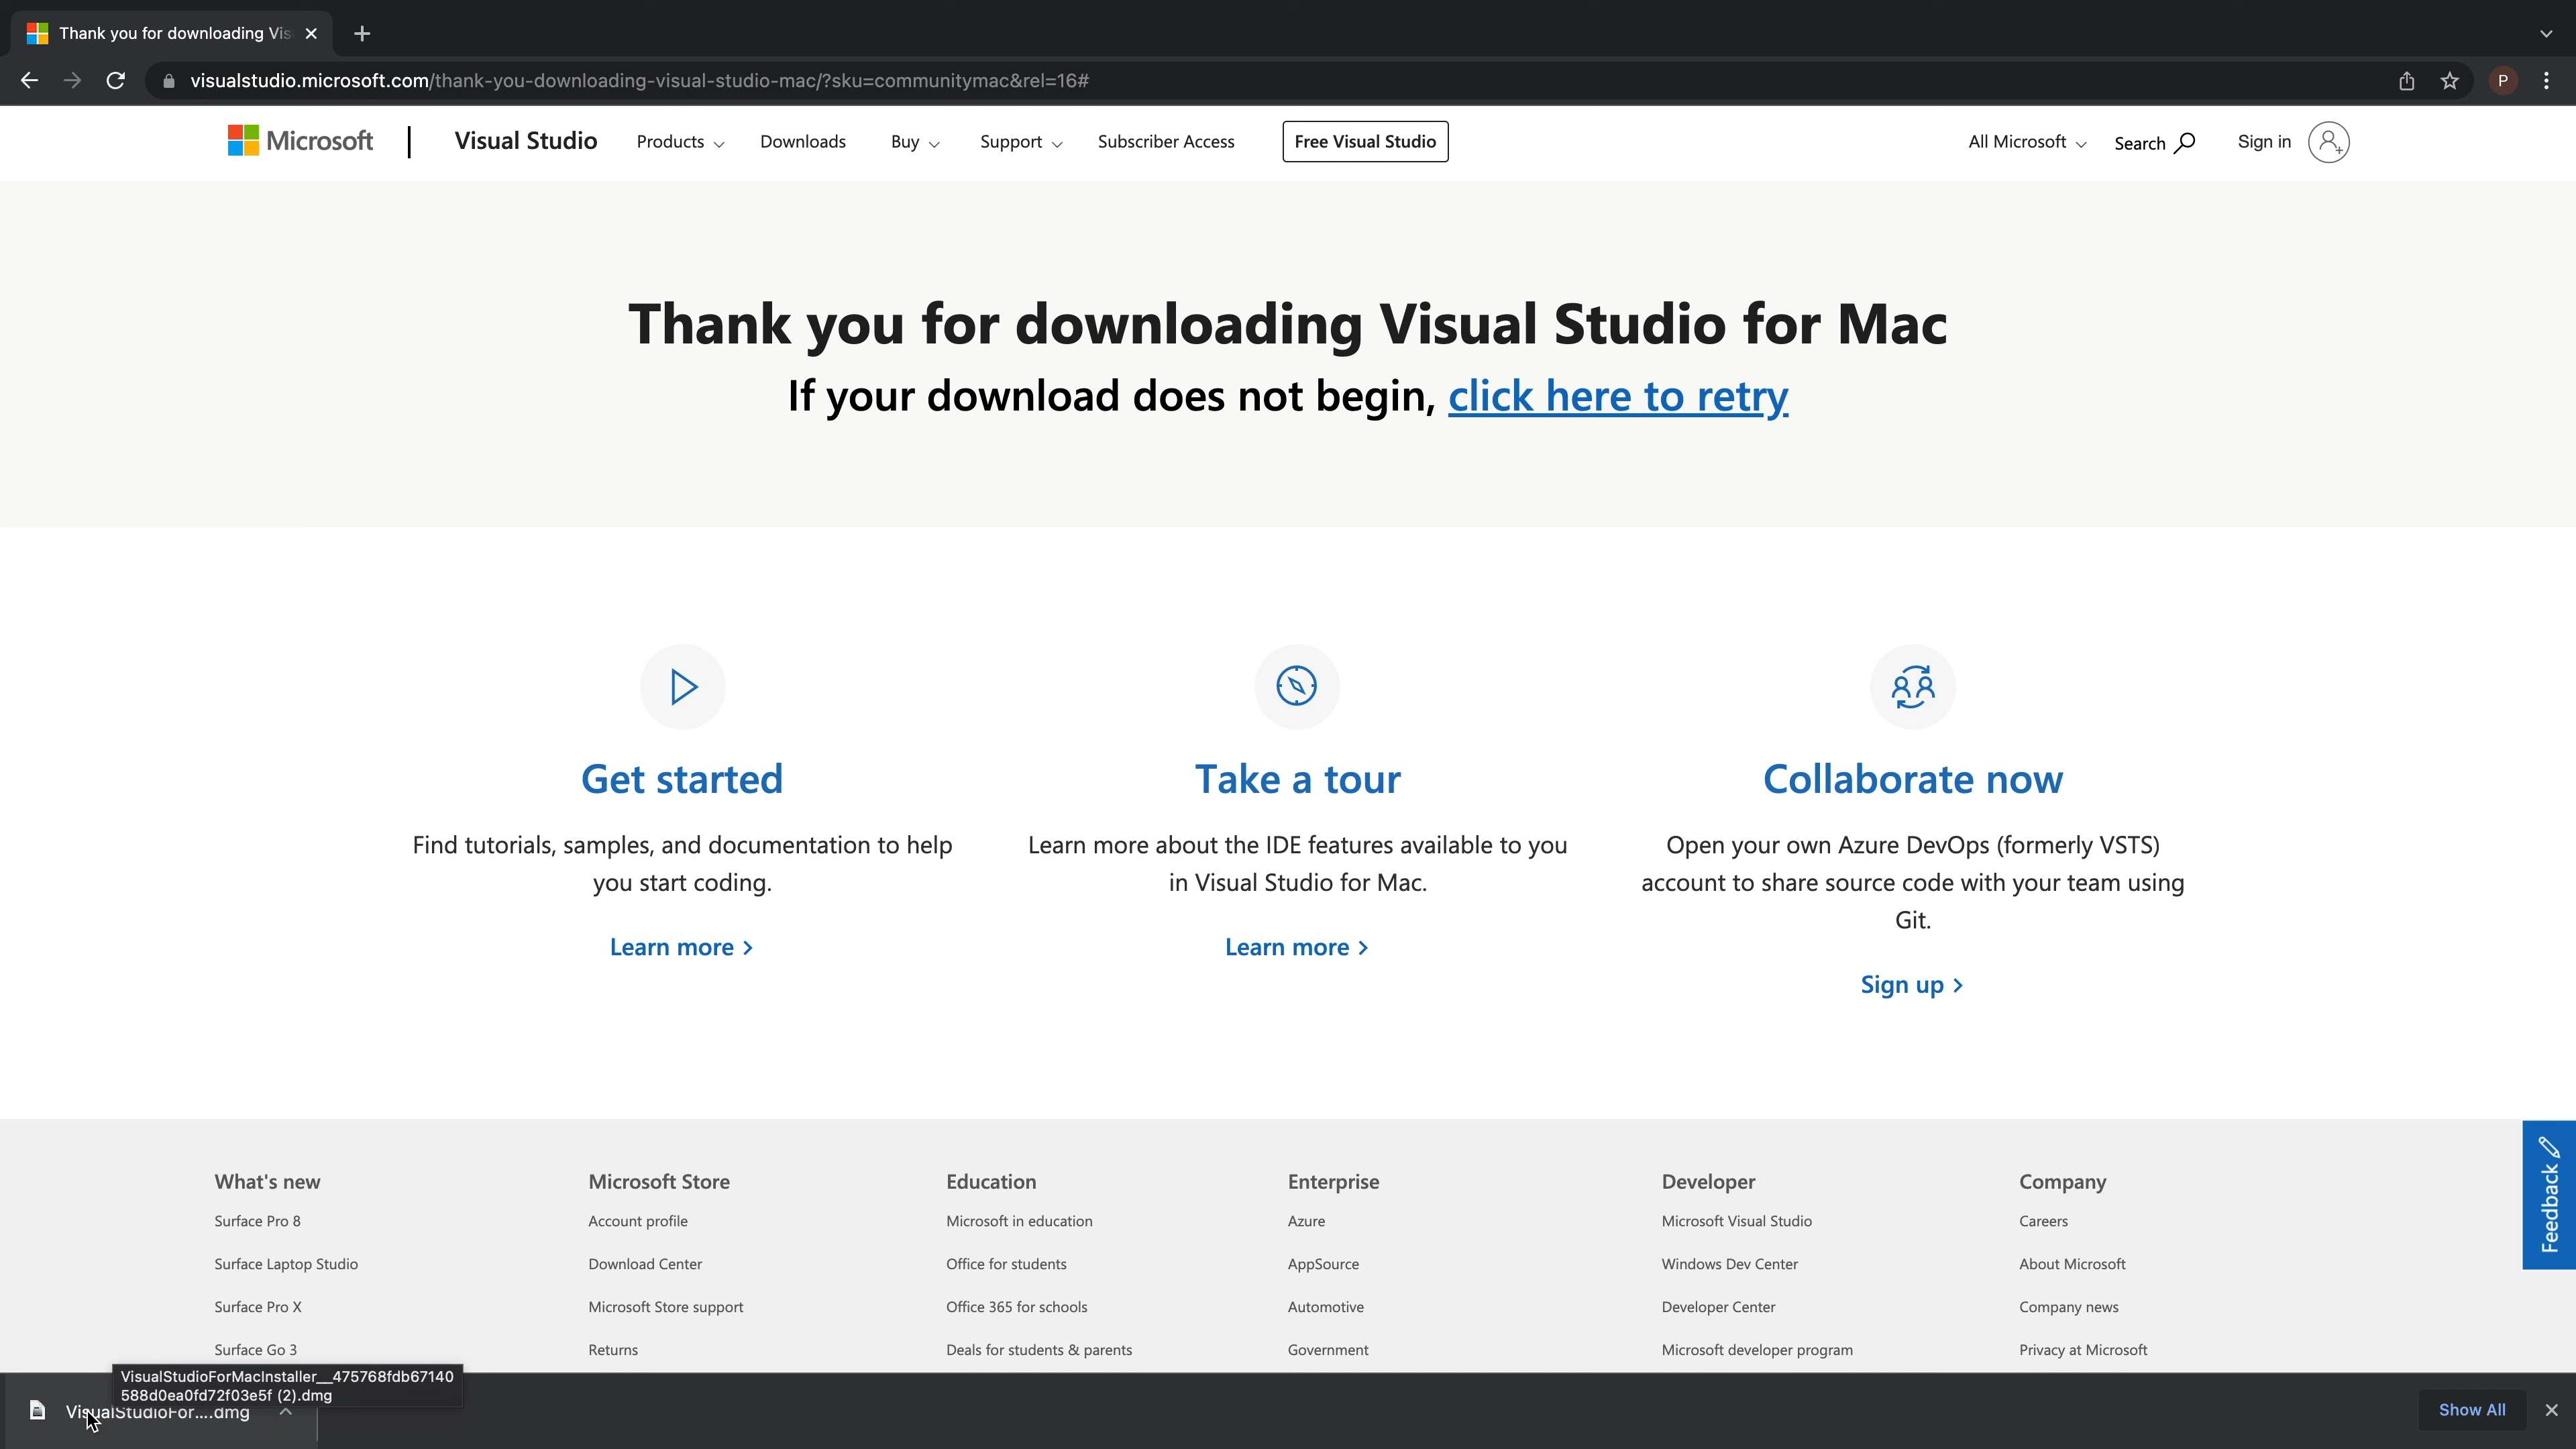 Thank you for downloading Vis
visualstudio.microsoft.com/thank-you-downloading-visual-studio-mac/?sku=communitymac&rel=16#
P
Microsoft
Visual Studio
Products
Downloads
Buy
Support
Subscriber Access
Free Visual Studio
All Microsoft
Search
Sign in
Thank you for downloading Visual Studio for Mac
If your download does not begin, click here to retry
Get started
Find tutorials, samples, and documentation to help
you start coding.
Learn more
Take a tour
Learn more about the IDE features available to you
in Visual Studio for Mac.
Learn more
Collaborate now
Open your own Azure DevOps (formerly VSTS)
account to share source code with your team using
Git.
Sign up
Feedback
What's new
Surface Pro 8
Surface Laptop Studio
Surface Pro X
Surface Go 3
Microsoft Store
Account profile
Download Center
Microsoft Store support
Returns
Education
Microsoft in education
Office for students
Office 365 for schools
Deals for students & parents
Enterprise
Azure
AppSource
Automotive
Government
Developer
Microsoft Visual Studio
Windows Dev Center
Developer Center
Microsoft developer program
Company
Careers
About Microsoft
Company news
Privacy at Microsoft
VisualStudioForMacInstaller__475768fdb67140
588d0ea0fd72f03e5f (2).dmg
VisualStudioFor....dmg
Show All